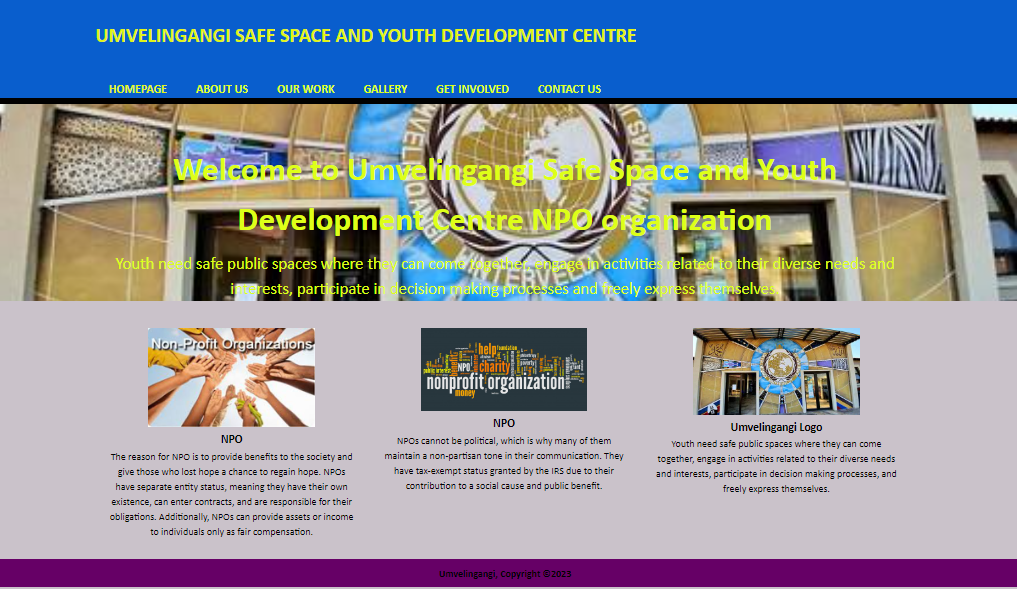 UMVELINGANGI SAFE SPACE AND YOUTH DEVELOPMENT CENTRE
HOMEPAGE ABOUT US OUR WORK GALLERY GET INVOLVED CONTACT US
Welcome to Umvelingangi Safe Space and Youth
Development Centre NPO organization
Youth need safe public spaces where they can come together, engage in activities related to their diverse needs and
interests, participate in decision making processes and freely express themselves.
Non-Profit Organizations
NPO
The reason for NPO is to provide benefits to the society and
give those who lost hope a chance to regain hope. NPOs
have separate entity status, meaning they have their own
existence, can enter contracts, and are responsible for their
obligations. Additionally, NPOs can provide assets or income
to individuals only as fair compensation.
help
foundation
NPO
charity
public interest
nonprofit organization
money
NPO
NPOs cannot be political, which is why many of them
maintain a non-partisan tone in their communication. They
have tax-exempt status granted by the IRS due to their
contribution to a social cause and public benefit.
Umvelingangi Logo
Youth need safe public spaces where they can come
together, engage in activities related to their diverse needs
and interests, participate in decision making processes, and
freely express themselves.
Umvelingangi, Copyright ©2023